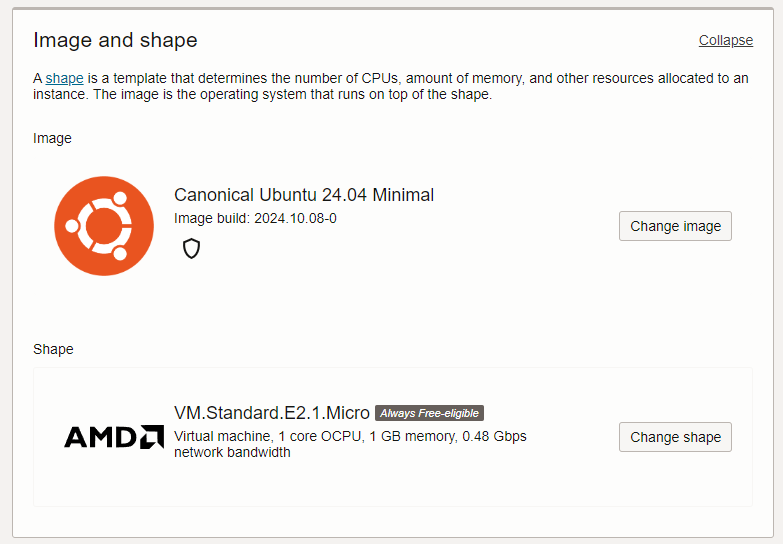 Image and shape
Collapse
A shape is a template that determines the number of CPUs, amount of memory, and other resources allocated to an
instance. The image is the operating system that runs on top of the shape.
Image
Canonical Ubuntu 24.04 Minimal
Image build: 2024.10.08-0
Change image
Shape
AMD
VM.Standard.E2.1.Micro Always Free-eligible
Virtual machine, 1 core OCPU, 1 GB memory, 0.48 Gbps
network bandwidth
Change shape